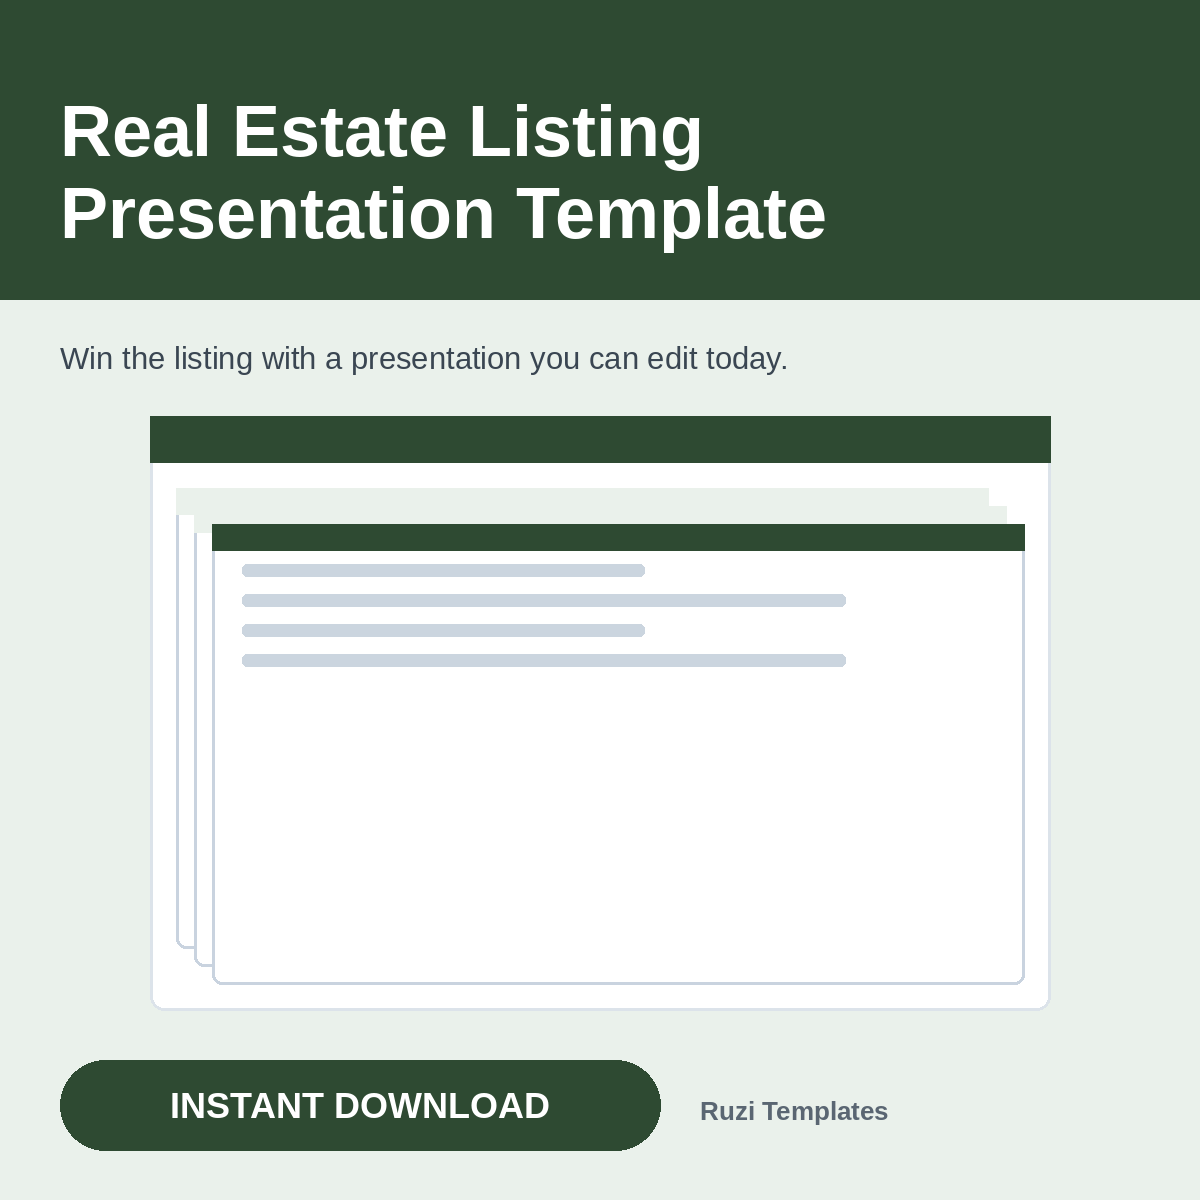 Real Estate Listing
Presentation Template
Win the listing with a presentation you can edit today.
INSTANT DOWNLOAD
Ruzi Templates